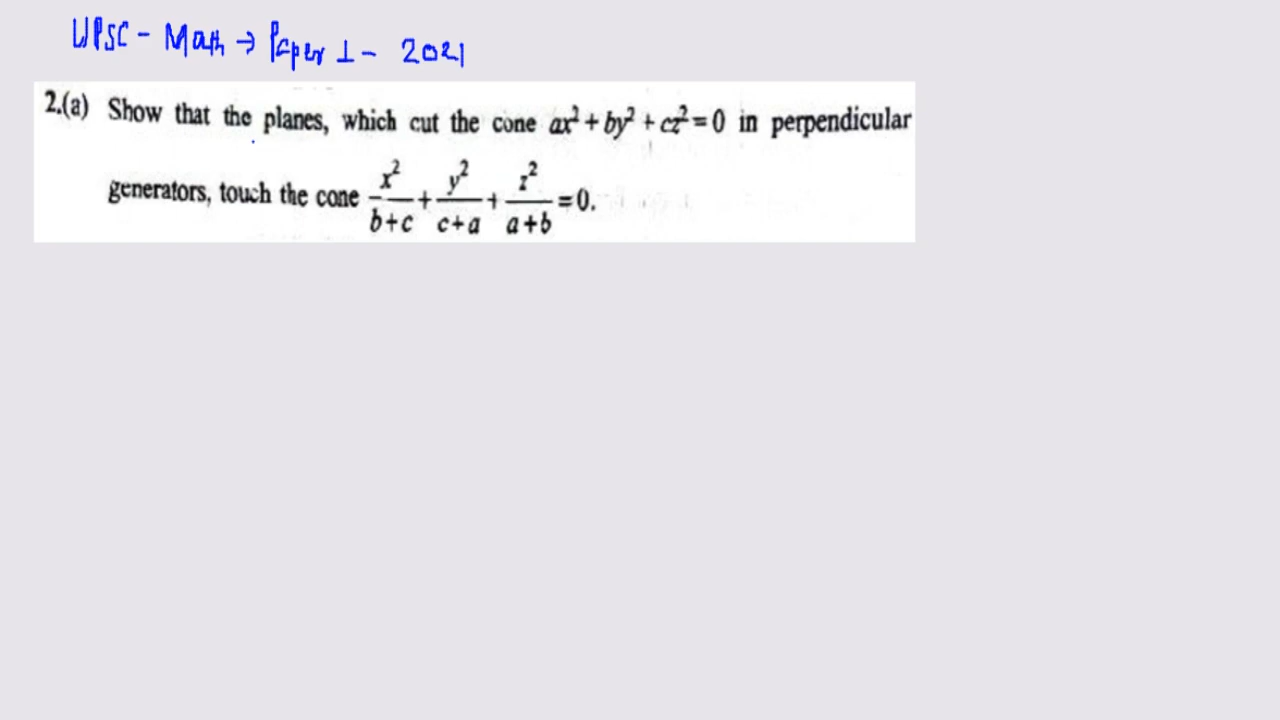 UPSC - Math → Paper 1 - 2021
2.(a) Show that the planes, which cut the cone ax² + by² + cz² = 0 in perpendicular
generators, touch the cone x²/(b+c) + y²/(c+a) + z²/(a+b) = 0.